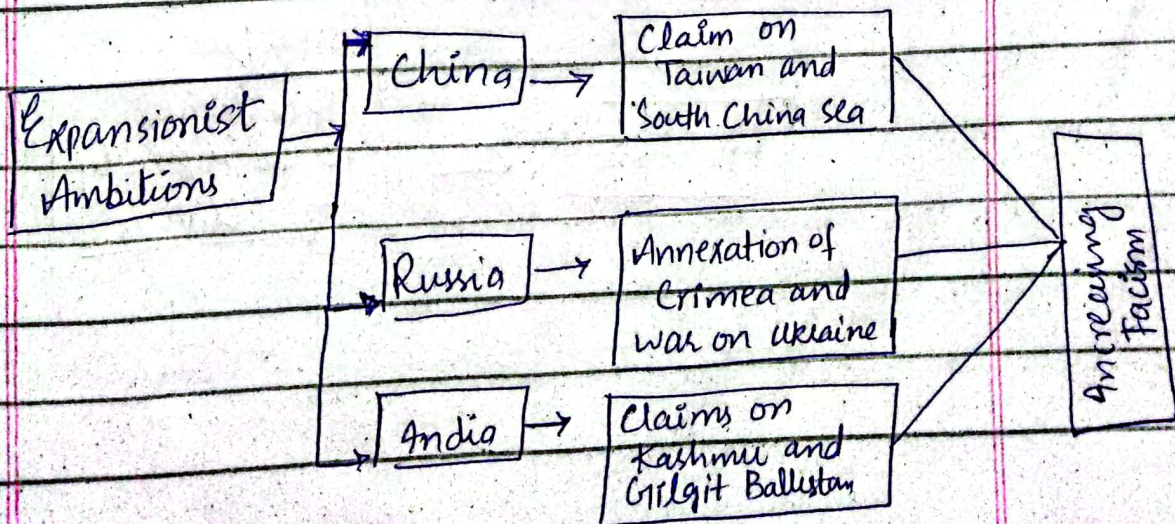 Expansionist
Ambitions
China
Claim on
Taiwan and
South China Sea
Russia
Annexation of
Crimea and
War on Ukraine
India
Claims on
Kashmir and
Gilgit Baltistan
Increasing
Facism